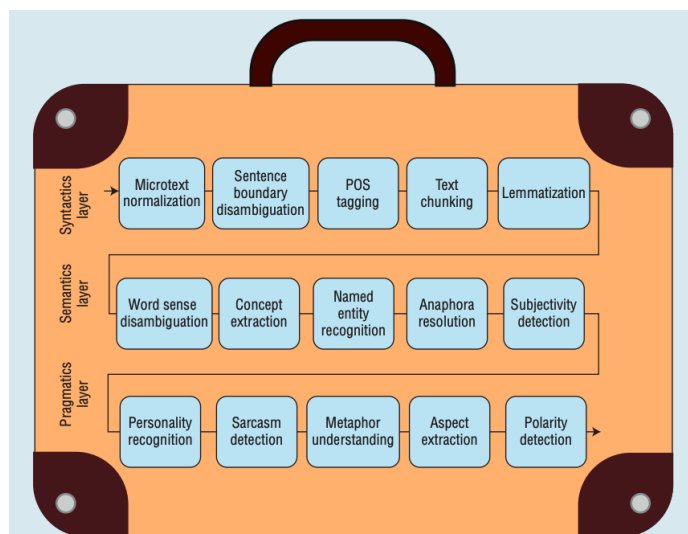 Syntactics
layer
Microtext
normalization
Sentence
boundary
disambiguation
POS
tagging
Text
chunking
Lemmatization
Semantics
layer
Word sense
disambiguation
Concept
extraction
Named
entity
recognition
Anaphora
resolution
Subjectivity
detection
Pragmatics
layer
Personality
recognition
Sarcasm
detection
Metaphor
understanding
Aspect
extraction
Polarity
detection